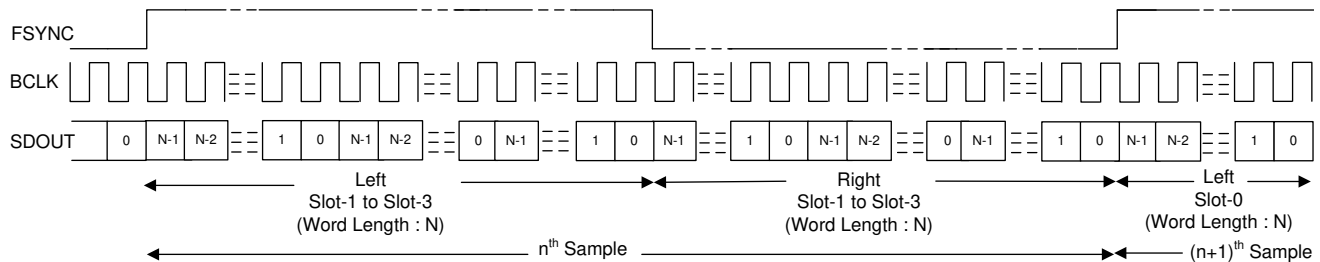 FSYNC
BCLK
SDOUT 0 N-1 N-2 1 0 N-1 N-2 0 N-1 1 0 N-1 1 0 N-1 N-2 0 N-1 1 0 N-1 N-2 1 0
Left Right Left
Slot-1 to Slot-3 Slot-1 to Slot-3 Slot-0
(Word Length : N) (Word Length : N) (Word Length : N)
nth Sample (n+1)th Sample